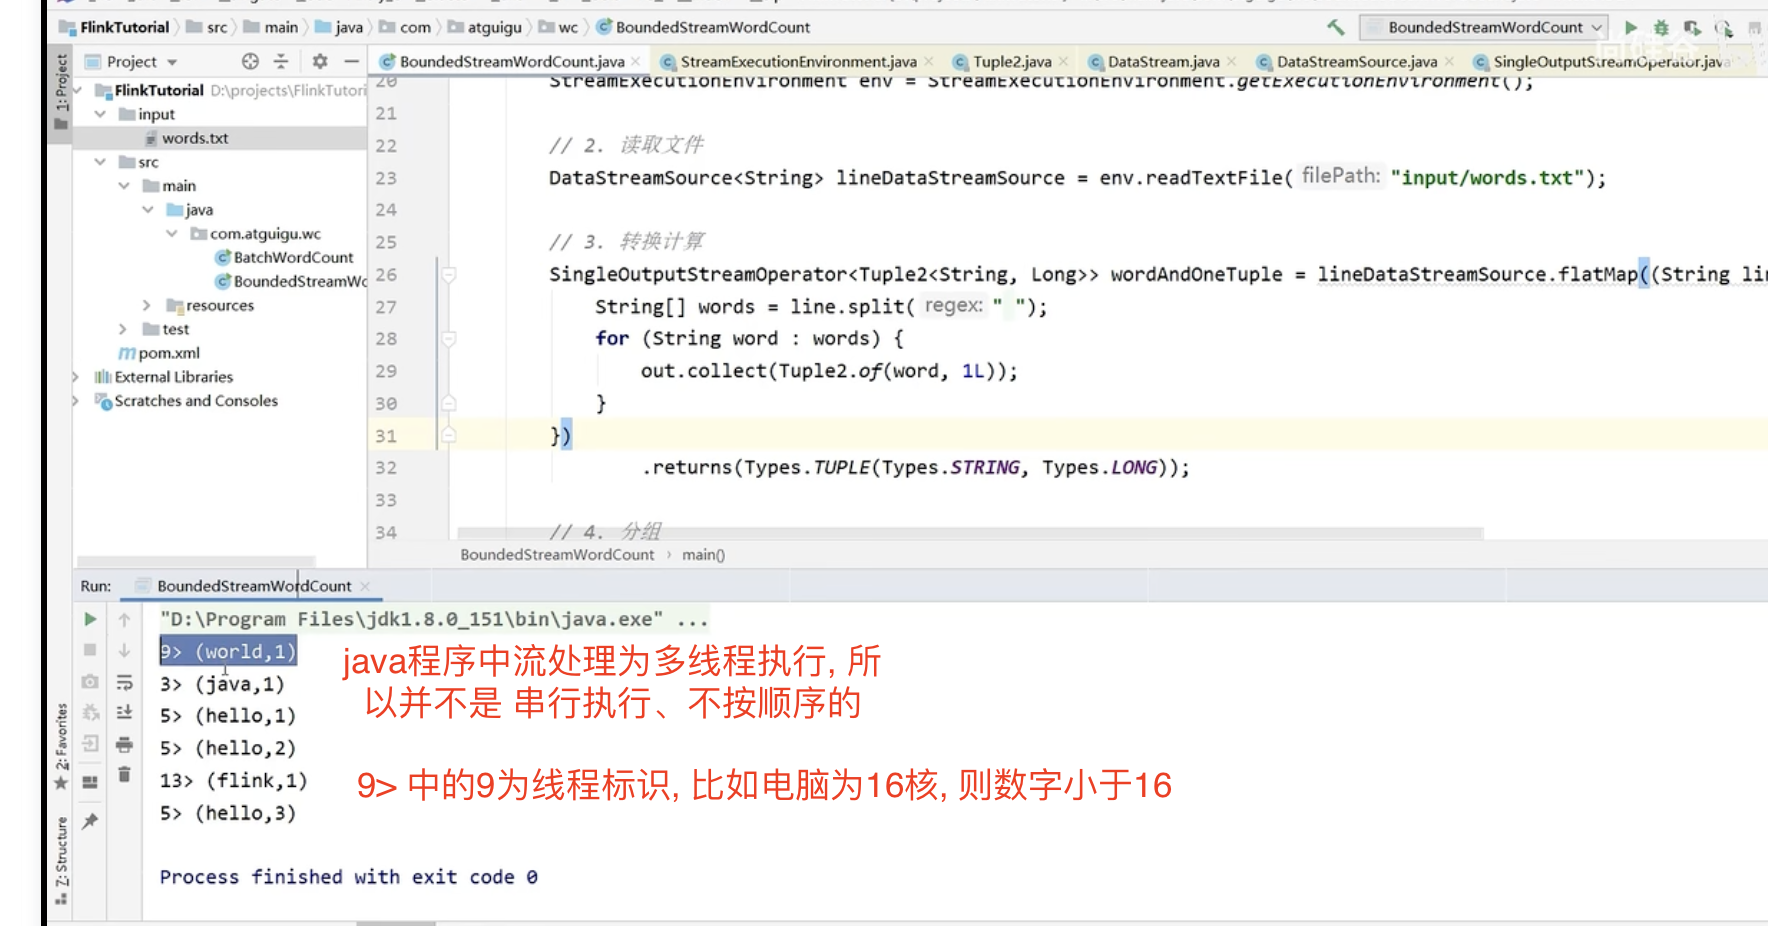 FlinkTutorial src main java com atguigu wc BoundedStreamWordCount
BoundedStreamWordCount
尚硅谷
1: Project
Project
BoundedStreamWordCount.java StreamExecutionEnvironment.java Tuple2.java DataStream.java DataStreamSource.java SingleOutputStreamOperator.java
FlinkTutorial D:\projects\FlinkTutori
input
words.txt
src
main
java
com.atguigu.wc
BatchWordCount
BoundedStreamWc
resources
test
pom.xml
External Libraries
Scratches and Consoles
20 StreamExecutionEnvironment env = StreamExecutionEnvironment.getExecutionEnvironment();
21
22 // 2. 读取文件
23 DataStreamSource<String> lineDataStreamSource = env.readTextFile( filePath: "input/words.txt");
24
25 // 3. 转换计算
26 SingleOutputStreamOperator<Tuple2<String, Long>> wordAndOneTuple = lineDataStreamSource.flatMap((String lin
27 String[] words = line.split( regex: " ");
28 for (String word : words) {
29 out.collect(Tuple2.of(word, 1L));
30 }
31 })
32 .returns(Types.TUPLE(Types.STRING, Types.LONG));
33
34 // 4. 分组
BoundedStreamWordCount › main()
Run: BoundedStreamWordCount
"D:\Program Files\jdk1.8.0_151\bin\java.exe" ...
9> (world,1)
3> (java,1)
5> (hello,1)
5> (hello,2)
13> (flink,1)
5> (hello,3)
Process finished with exit code 0
java程序中流处理为多线程执行, 所
以并不是 串行执行、不按顺序的
9> 中的9为线程标识, 比如电脑为16核, 则数字小于16
2: Favorites
Z: Structure